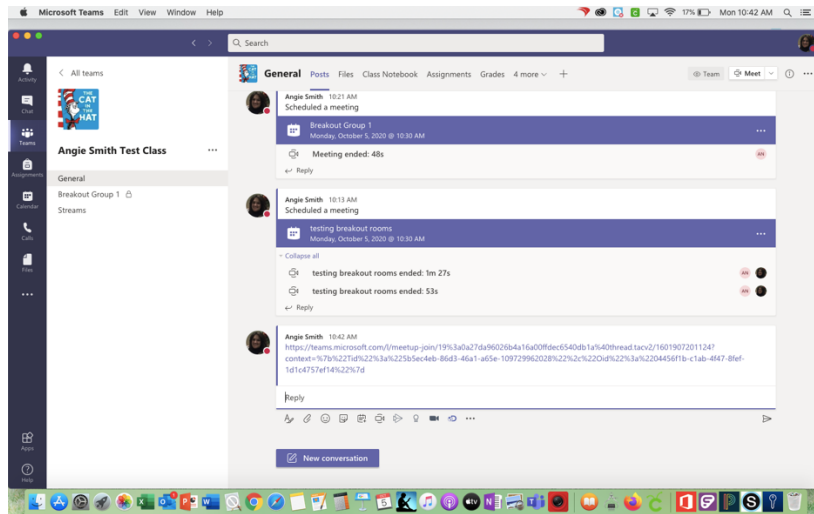 Microsoft Teams Edit View Window Help 17% Mon 10:42 AM
Search
Activity
Chat
Teams
Assignments
Calendar
Calls
Files
Apps
Help
All teams
THE
CAT
IN THE
HAT
Angie Smith Test Class
General
Breakout Group 1
Streams
General Posts Files Class Notebook Assignments Grades 4 more + Team Meet
Angie Smith 10:21 AM
Scheduled a meeting
Breakout Group 1
Monday, October 5, 2020 @ 10:30 AM
Meeting ended: 48s AN
Reply
Angie Smith 10:13 AM
Scheduled a meeting
testing breakout rooms
Monday, October 5, 2020 @ 10:30 AM
Collapse all
testing breakout rooms ended: 1m 27s AN
testing breakout rooms ended: 53s AN
Reply
Angie Smith 10:42 AM
https://teams.microsoft.com/l/meetup-join/19%3a0a27da96026b4a16a00ffdec6540db1a%40thread.tacv2/1601907201124?
context=%7b%22Tid%22%3a%225b5ec4eb-86d3-46a1-a65e-109729962028%22%2c%22Oid%22%3a%2204456f1b-c1ab-4f47-8fef-
1d1c4757ef14%22%7d
Reply
New conversation